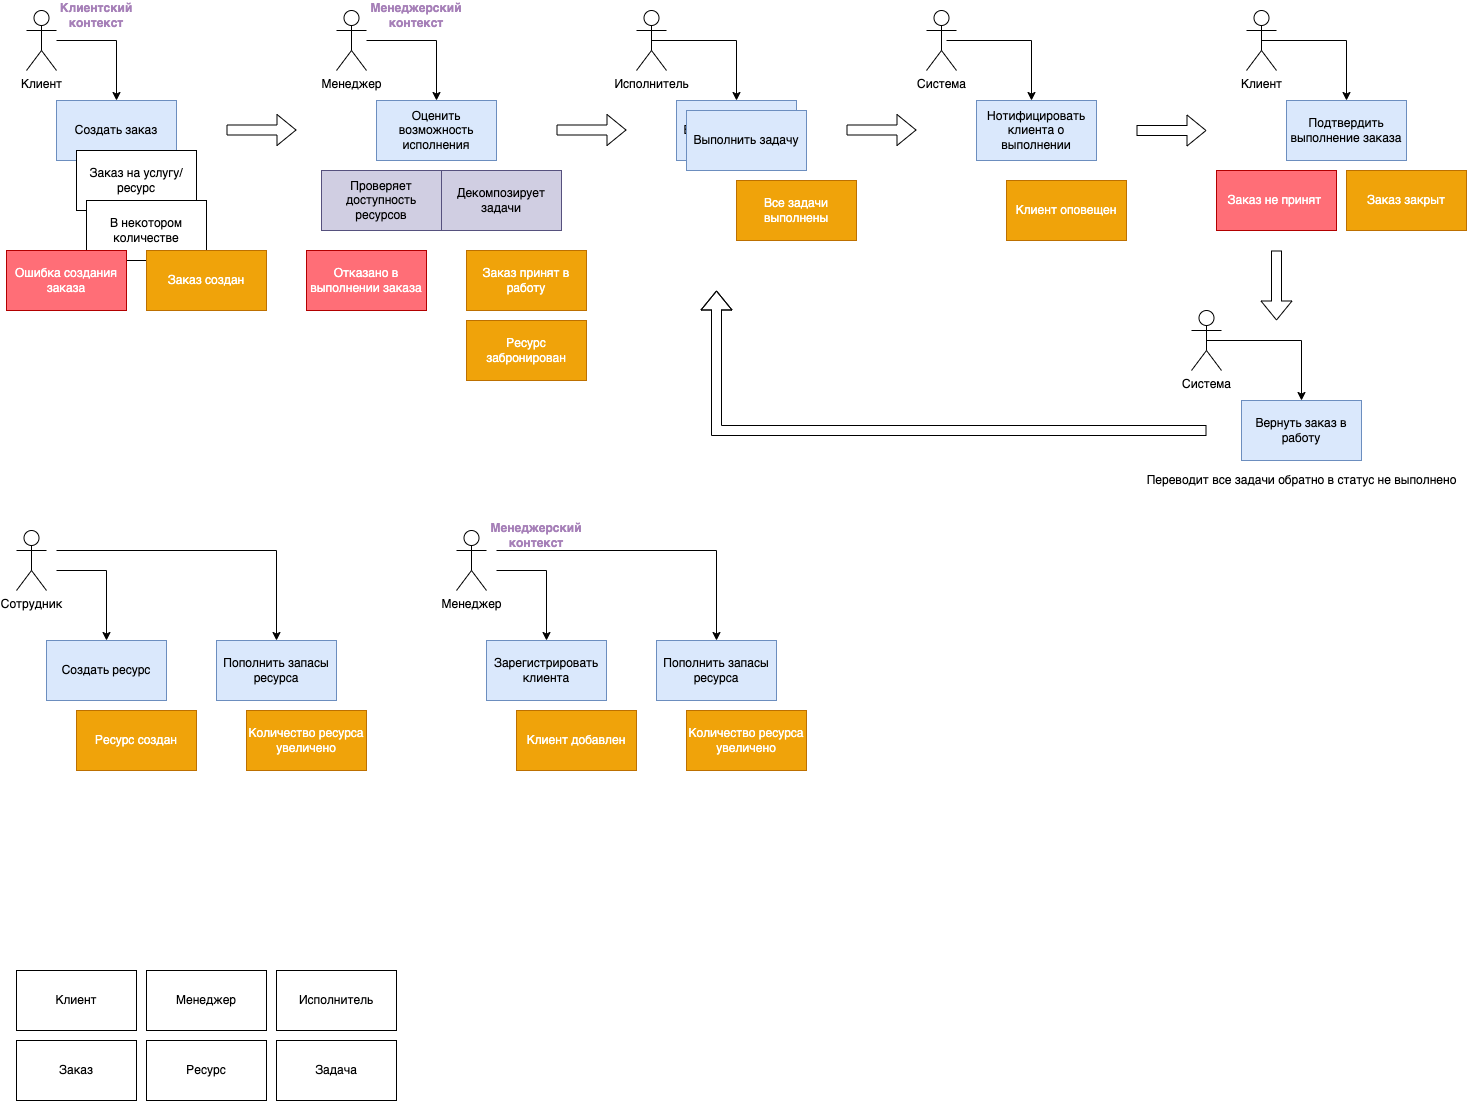 Клиентский
контекст
Клиент
Создать заказ
Заказ на услугу/
ресурс
В некотором
количестве
Ошибка создания
заказа
Заказ создан
Менеджерский
контекст
Менеджер
Оценить
возможность
исполнения
Проверяет
доступность
ресурсов
Декомпозирует
задачи
Отказано в
выполнении заказа
Заказ принят в
работу
Ресурс
забронирован
Исполнитель
Выполнить задачу
Все задачи
выполнены
Система
Нотифицировать
клиента о
выполнении
Клиент оповещен
Клиент
Подтвердить
выполнение заказа
Заказ не принят
Заказ закрыт
Система
Вернуть заказ в
работу
Переводит все задачи обратно в статус не выполнено
Сотрудник
Создать ресурс
Ресурс создан
Пополнить запасы
ресурса
Количество ресурса
увеличено
Менеджерский
контекст
Менеджер
Зарегистрировать
клиента
Клиент добавлен
Пополнить запасы
ресурса
Количество ресурса
увеличено
Клиент
Менеджер
Исполнитель
Заказ
Ресурс
Задача